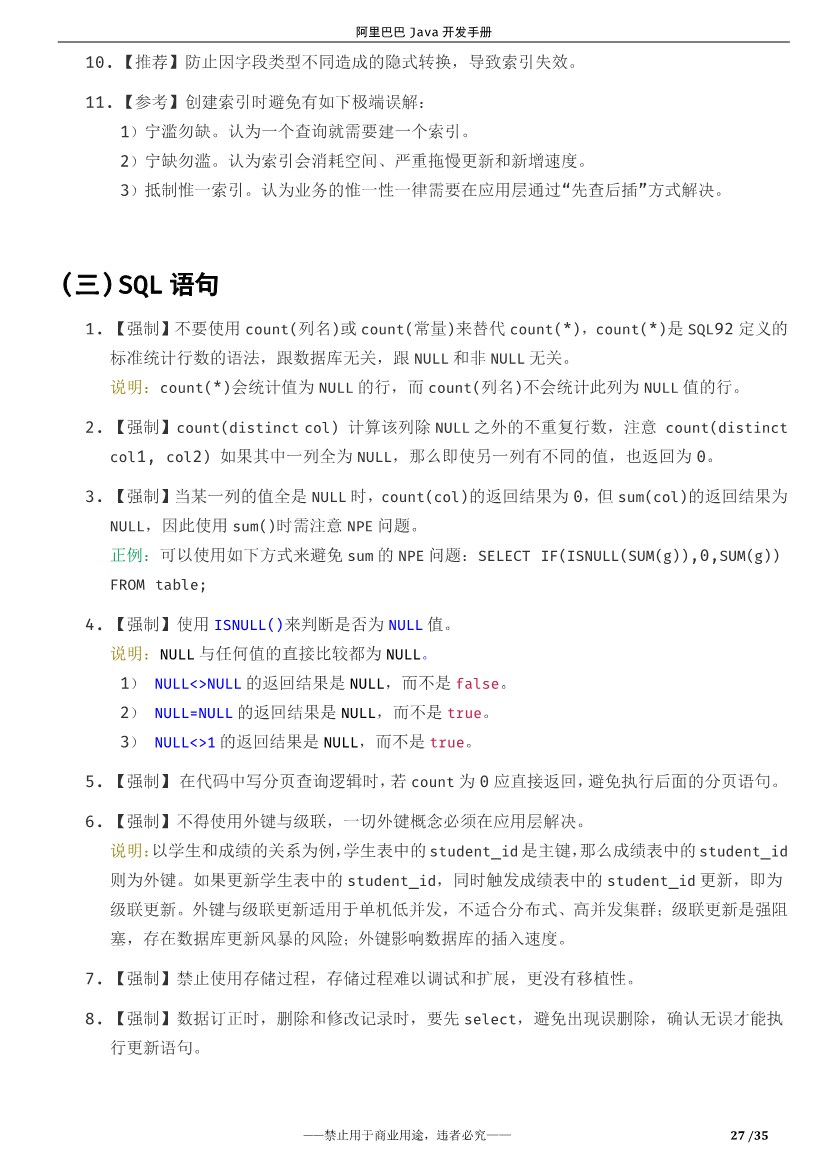 阿里巴巴 Java 开发手册
10.【推荐】防止因字段类型不同造成的隐式转换，导致索引失效。
11.【参考】创建索引时避免有如下极端误解：
1）宁滥勿缺。认为一个查询就需要建一个索引。
2）宁缺勿滥。认为索引会消耗空间、严重拖慢更新和新增速度。
3）抵制惟一索引。认为业务的惟一性一律需要在应用层通过“先查后插”方式解决。
(三)SQL 语句
1. 【强制】不要使用 count(列名)或 count(常量)来替代 count(*)，count(*)是 SQL92 定义的
标准统计行数的语法，跟数据库无关，跟 NULL 和非 NULL 无关。
说明：count(*)会统计值为 NULL 的行，而 count(列名)不会统计此列为 NULL 值的行。
2. 【强制】count(distinct col) 计算该列除 NULL 之外的不重复行数，注意 count(distinct
col1, col2) 如果其中一列全为 NULL，那么即使另一列有不同的值，也返回为 0。
3. 【强制】当某一列的值全是 NULL 时，count(col)的返回结果为 0，但 sum(col)的返回结果为
NULL，因此使用 sum()时需注意 NPE 问题。
正例：可以使用如下方式来避免 sum 的 NPE 问题：SELECT IF(ISNULL(SUM(g)),0,SUM(g))
FROM table;
4. 【强制】使用 ISNULL()来判断是否为 NULL 值。
说明：NULL 与任何值的直接比较都为 NULL。
1） NULL<>NULL 的返回结果是 NULL，而不是 false。
2） NULL=NULL 的返回结果是 NULL，而不是 true。
3） NULL<>1 的返回结果是 NULL，而不是 true。
5. 【强制】 在代码中写分页查询逻辑时，若 count 为 0 应直接返回，避免执行后面的分页语句。
6. 【强制】不得使用外键与级联，一切外键概念必须在应用层解决。
说明：以学生和成绩的关系为例，学生表中的 student_id 是主键，那么成绩表中的 student_id
则为外键。如果更新学生表中的 student_id，同时触发成绩表中的 student_id 更新，即为
级联更新。外键与级联更新适用于单机低并发，不适合分布式、高并发集群；级联更新是强阻
塞，存在数据库更新风暴的风险；外键影响数据库的插入速度。
7. 【强制】禁止使用存储过程，存储过程难以调试和扩展，更没有移植性。
8. 【强制】数据订正时，删除和修改记录时，要先 select，避免出现误删除，确认无误才能执
行更新语句。
——禁止用于商业用途，违者必究—— 27 /35